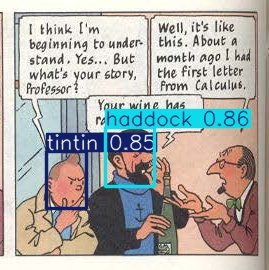 I think I'm
beginning to under-
stand. Yes... But
what's your story,
Professor?
Well, it's like
this. About a
month ago I had
the first letter
from Calculus.
Your wine has
haddock 0.86
tintin 0.85